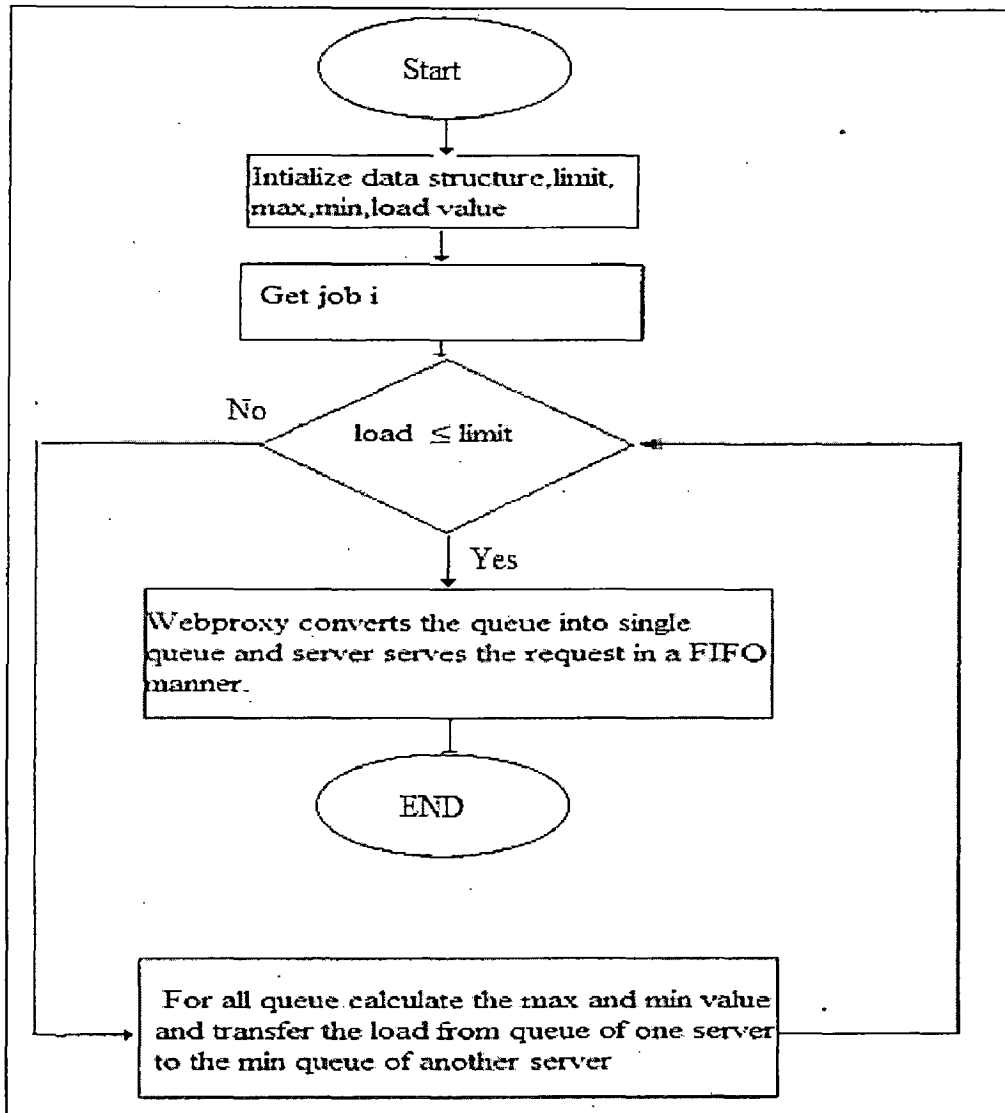 Start
Intialize data structure,limit,
max,min,load value
Get job i
No
load ≤ limit
Yes
Webproxy converts the queue into single
queue and server serves the request in a FIFO
manner.
END
For all queue calculate the max and min value
and transfer the load from queue of one server
to the min queue of another server